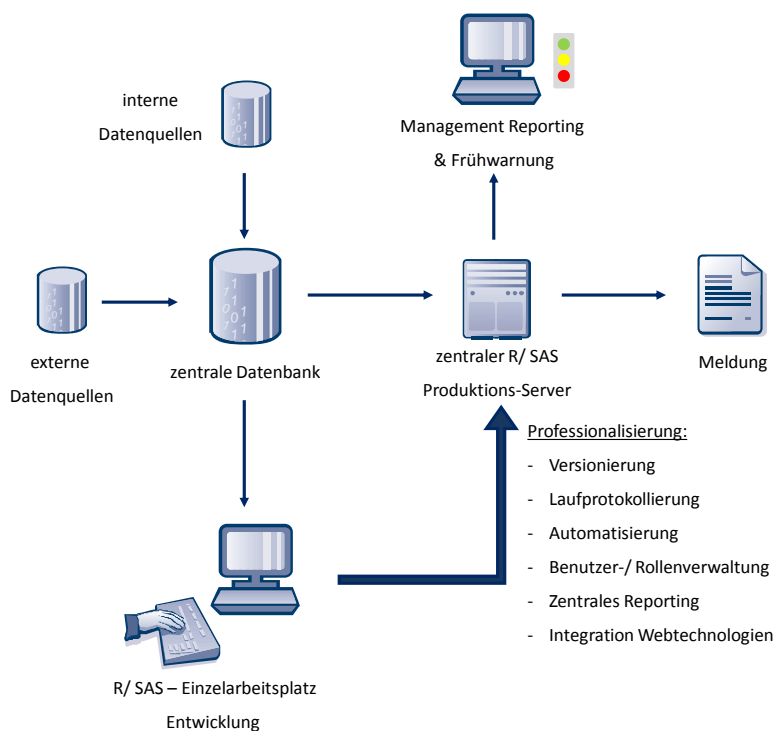 interne
Datenquellen
Management Reporting
& Frühwarnung
externe
Datenquellen
zentrale Datenbank
zentraler R/ SAS
Produktions-Server
Meldung
Professionalisierung:
- Versionierung
- Laufprotokollierung
- Automatisierung
- Benutzer-/ Rollenverwaltung
- Zentrales Reporting
- Integration Webtechnologien
R/ SAS – Einzelarbeitsplatz
Entwicklung